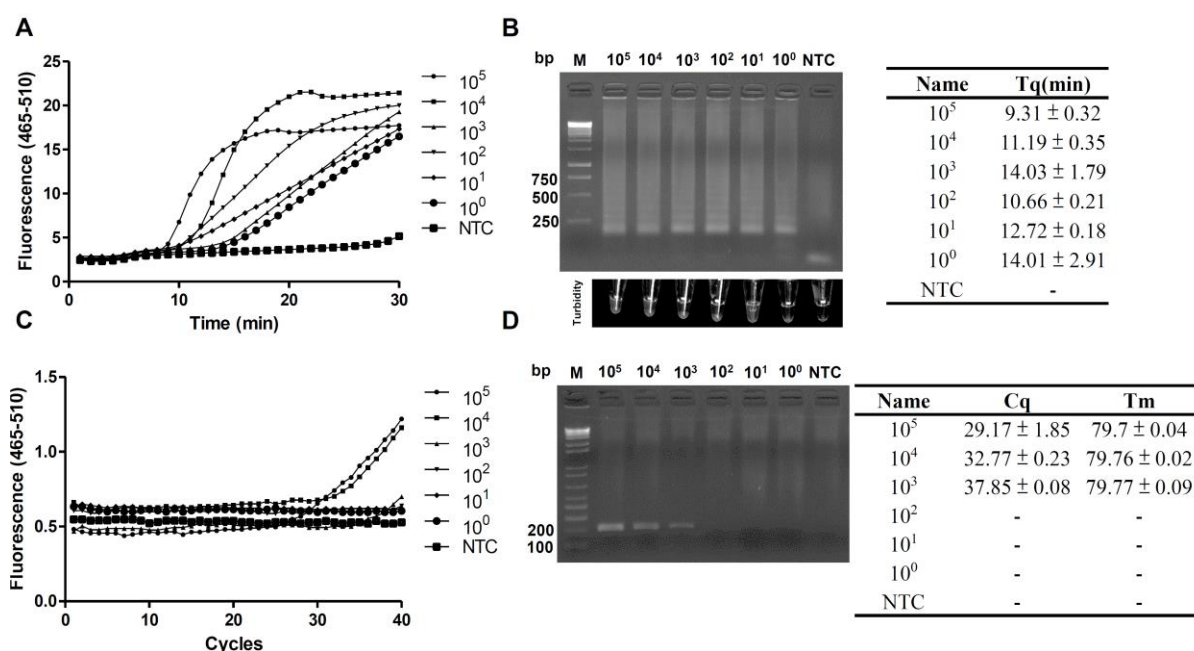 A
Fluorescence (465-510)
25
20
15
10
5
0
0 10 20 30
Time (min)
10⁵
10⁴
10³
10²
10¹
10⁰
NTC
B
bp M 10⁵ 10⁴ 10³ 10² 10¹ 10⁰ NTC
750
500
250
Turbidity
Name Tq(min)
10⁵ 9.31 ± 0.32
10⁴ 11.19 ± 0.35
10³ 14.03 ± 1.79
10² 10.66 ± 0.21
10¹ 12.72 ± 0.18
10⁰ 14.01 ± 2.91
NTC -
C
Fluorescence (465-510)
1.5
1.0
0.5
0.0
0 10 20 30 40
Cycles
10⁵
10⁴
10³
10²
10¹
10⁰
NTC
D
bp M 10⁵ 10⁴ 10³ 10² 10¹ 10⁰ NTC
200
100
Name Cq Tm
10⁵ 29.17 ± 1.85 79.7 ± 0.04
10⁴ 32.77 ± 0.23 79.76 ± 0.02
10³ 37.85 ± 0.08 79.77 ± 0.09
10² - -
10¹ - -
10⁰ - -
NTC - -